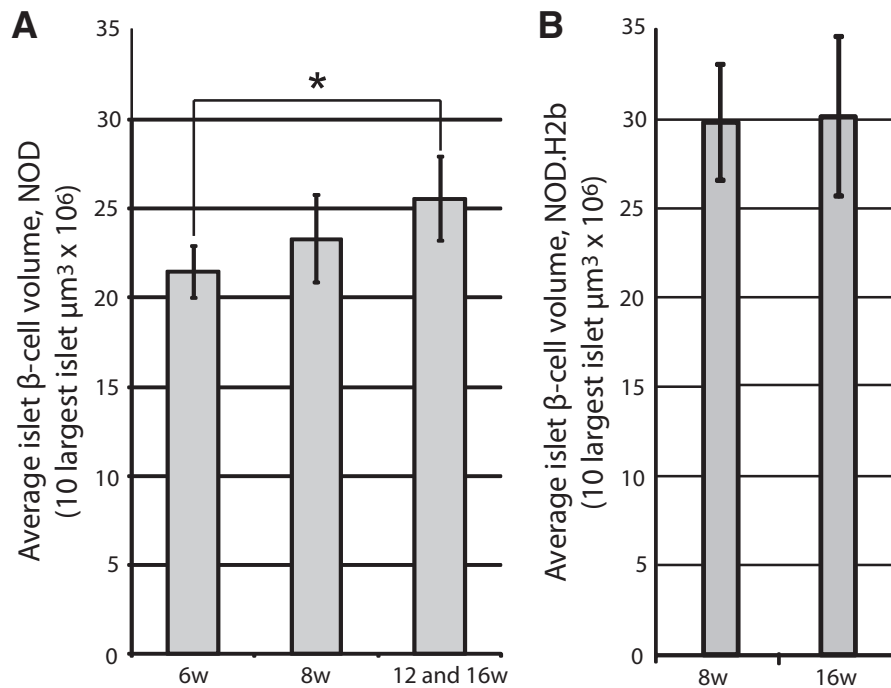 A
Average islet β-cell volume, NOD
(10 largest islet µm³ x 10⁶)
35
30
25
20
15
10
5
0
*
6w
8w
12 and 16w
B
Average islet β-cell volume, NOD.H2b
(10 largest islet µm³ x 10⁶)
35
30
25
20
15
10
5
0
8w
16w